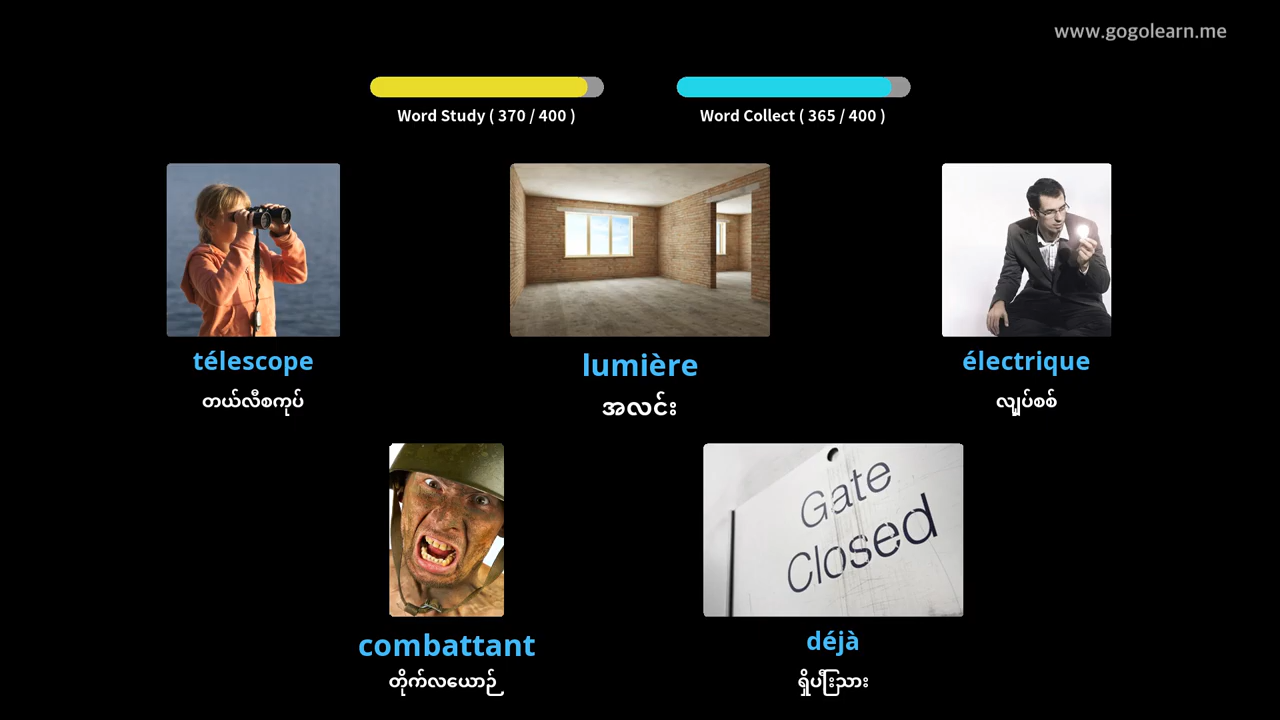 www.gogolearn.me
Word Study ( 370 / 400 )
Word Collect ( 365 / 400 )
télescope
lumière
électrique
တယ်လီစကုပ်
အလင်း
လျှပ်စစ်
Gate
Closed
combattant
déjà
တိုက်လေယာဉ်
ရှိပြီးသား